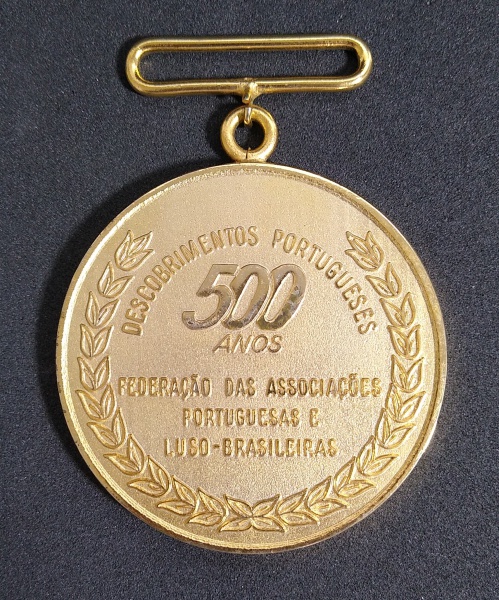 DESCOBRIMENTOS PORTUGUESES
500
ANOS
FEDERAÇÃO DAS ASSOCIAÇÕES
PORTUGUESAS E
LUSO-BRASILEIRAS